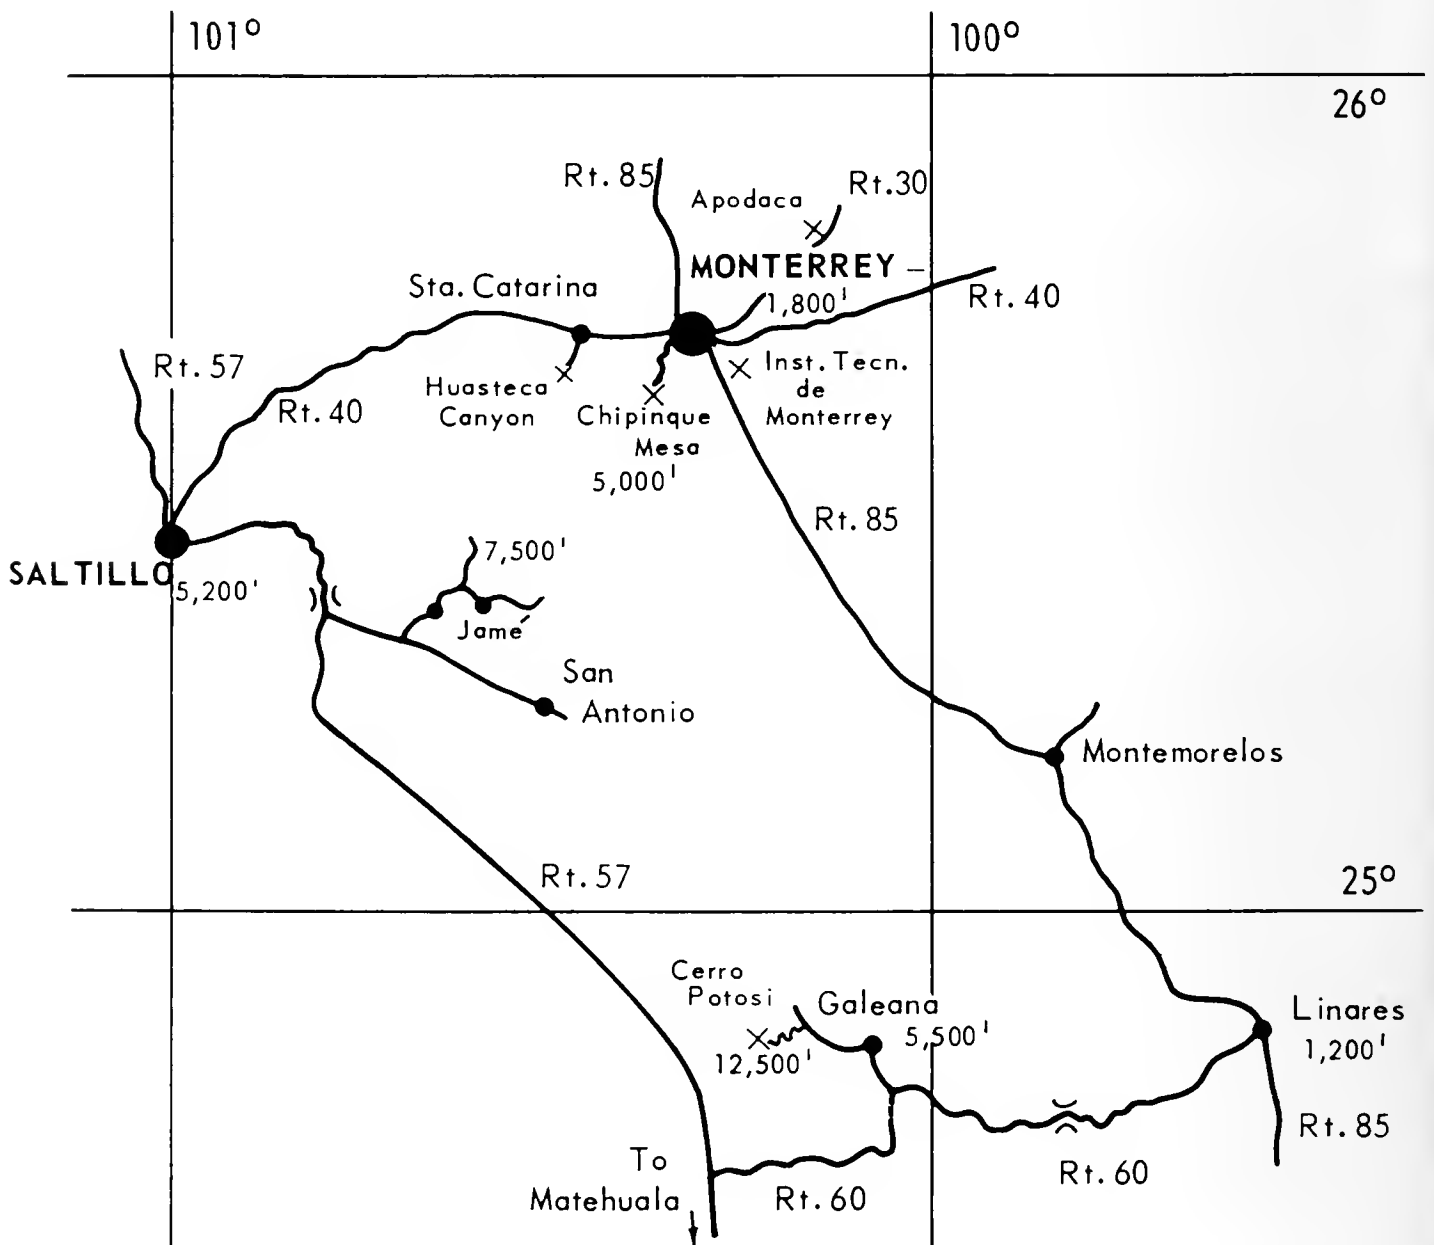 101°
100°
26°
Rt. 85
Apodaca
Rt.30
MONTERREY
1,800'
Sta. Catarina
Rt. 40
Rt. 57
Rt. 40
Huasteca
Canyon
Chipinque
Mesa
5,000'
Inst. Tecn.
de
Monterrey
Rt. 85
SALTILLO
5,200'
7,500'
Jamé
San
Antonio
Montemorelos
Rt. 57
25°
Cerro
Potosi
12,500'
Galeana
5,500'
Linares
1,200'
Rt. 85
To
Matehuala
Rt. 60
Rt. 60